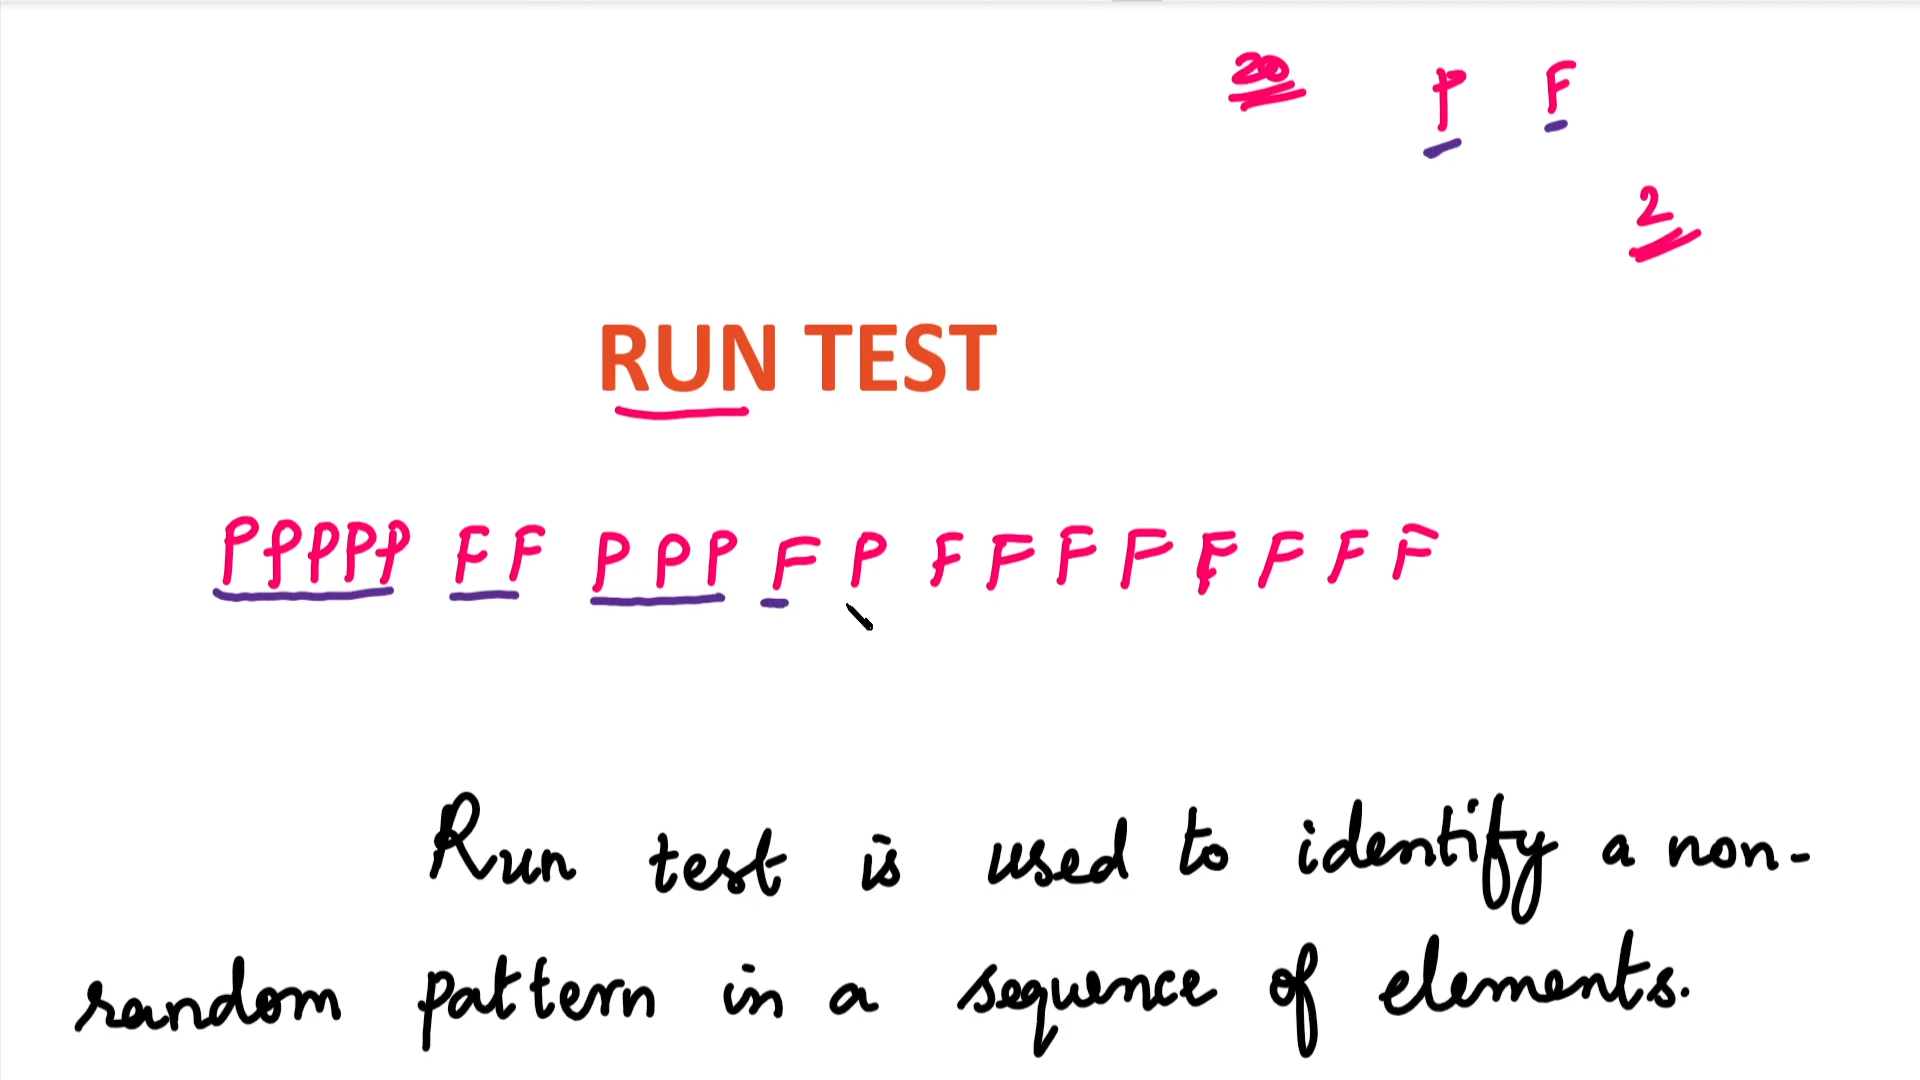 20 P F
2
RUN TEST
PPPPP FF PPP F P F F F F F F F F
Run test is used to identify a non-
random pattern in a sequence of elements.